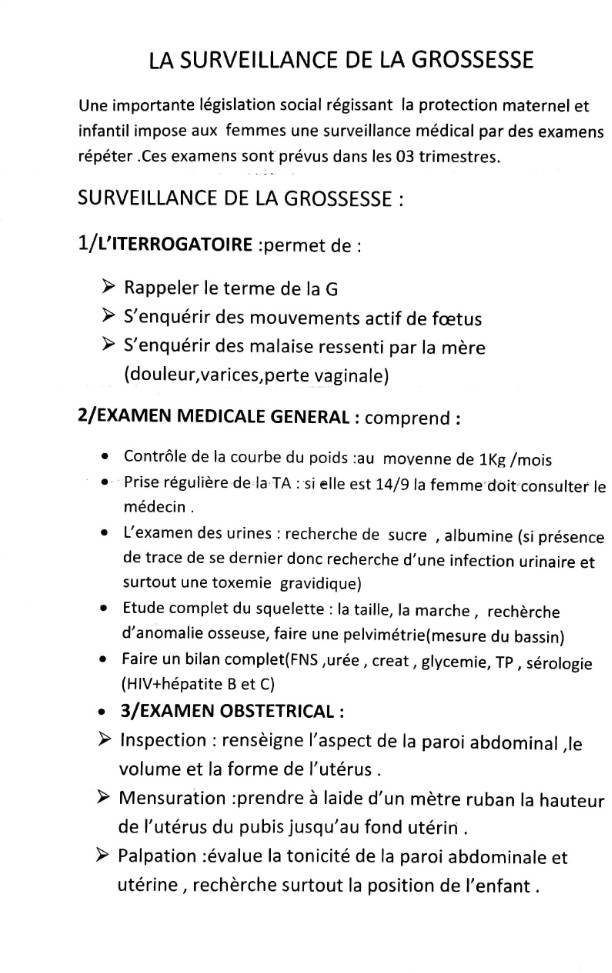 LA SURVEILLANCE DE LA GROSSESSE
Une importante législation social régissant la protection maternel et
infantil impose aux femmes une surveillance médical par des examens
répéter .Ces examens sont prévus dans les 03 trimestres.
SURVEILLANCE DE LA GROSSESSE :
1/L’ITERROGATOIRE :permet de :
➢ Rappeler le terme de la G
➢ S’enquérir des mouvements actif de fœtus
➢ S’enquérir des malaise ressenti par la mère
(douleur,varices,perte vaginale)
2/EXAMEN MEDICALE GENERAL : comprend :
• Contrôle de la courbe du poids :au moyenne de 1Kg /mois
• Prise régulière de la TA : si elle est 14/9 la femme doit consulter le
médecin .
• L’examen des urines : recherche de sucre , albumine (si présence
de trace de se dernier donc recherche d’une infection urinaire et
surtout une toxemie gravidique)
• Etude complet du squelette : la taille, la marche , rechèrche
d’anomalie osseuse, faire une pelvimétrie(mesure du bassin)
• Faire un bilan complet(FNS ,urée , creat , glycemie, TP , sérologie
(HIV+hépatite B et C)
• 3/EXAMEN OBSTETRICAL :
➢ Inspection : rensèigne l’aspect de la paroi abdominal ,le
volume et la forme de l’utérus .
➢ Mensuration :prendre à laide d’un mètre ruban la hauteur
de l’utérus du pubis jusqu’au fond utérin .
➢ Palpation :évalue la tonicité de la paroi abdominale et
utérine , rechèrche surtout la position de l’enfant .